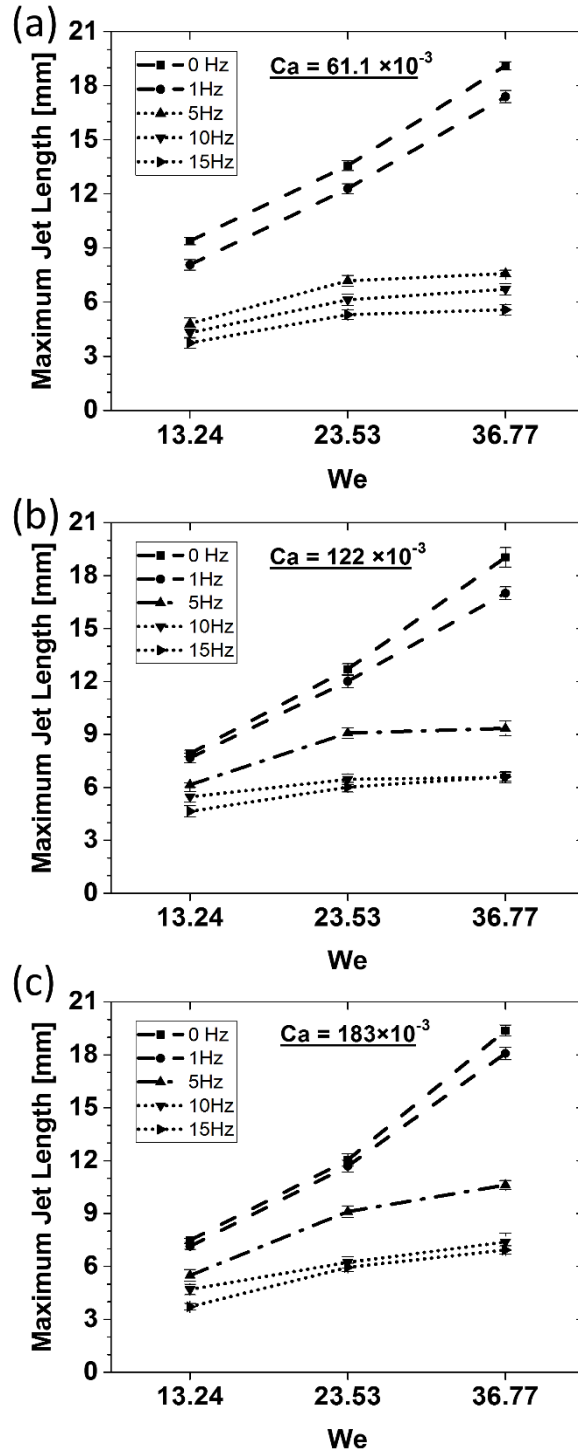 (a)
Maximum Jet Length [mm]
21
18
15
12
9
6
3
0
0 Hz
1Hz
5Hz
10Hz
15Hz
Ca = 61.1 ×10-3
13.24 23.53 36.77
We
(b)
Maximum Jet Length [mm]
21
18
15
12
9
6
3
0
0 Hz
1Hz
5Hz
10Hz
15Hz
Ca = 122 ×10-3
13.24 23.53 36.77
We
(c)
Maximum Jet Length [mm]
21
18
15
12
9
6
3
0
0 Hz
1Hz
5Hz
10Hz
15Hz
Ca = 183×10-3
13.24 23.53 36.77
We